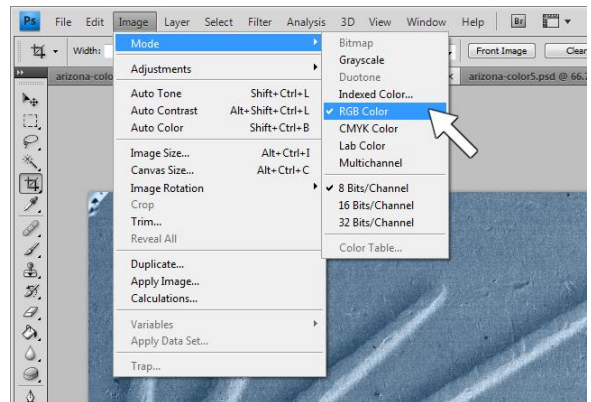 Ps File Edit Image Layer Select Filter Analysis 3D View Window Help Br
Width: Front Image Clear
arizona-colo arizona-color5.psd @ 66.7
Mode
Adjustments
Auto Tone Shift+Ctrl+L
Auto Contrast Alt+Shift+Ctrl+L
Auto Color Shift+Ctrl+B
Image Size... Alt+Ctrl+I
Canvas Size... Alt+Ctrl+C
Image Rotation
Crop
Trim...
Reveal All
Duplicate...
Apply Image...
Calculations...
Variables
Apply Data Set...
Trap...
Bitmap
Grayscale
Duotone
Indexed Color...
RGB Color
CMYK Color
Lab Color
Multichannel
8 Bits/Channel
16 Bits/Channel
32 Bits/Channel
Color Table...